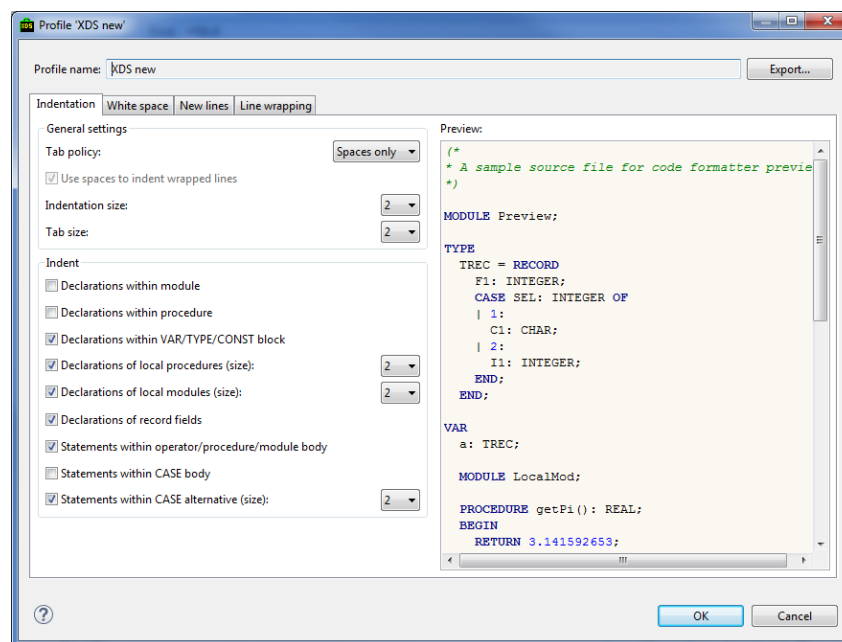 XDS
Profile 'XDS new'
Profile name:
XDS new
Export...
Indentation
White space
New lines
Line wrapping
General settings
Tab policy:
Spaces only
Use spaces to indent wrapped lines
Indentation size:
2
Tab size:
2
Indent
Declarations within module
Declarations within procedure
Declarations within VAR/TYPE/CONST block
Declarations of local procedures (size):
2
Declarations of local modules (size):
2
Declarations of record fields
Statements within operator/procedure/module body
Statements within CASE body
Statements within CASE alternative (size):
2
Preview:
(*
* A sample source file for code formatter previe
*)
MODULE Preview;
TYPE
TREC = RECORD
F1: INTEGER;
CASE SEL: INTEGER OF
| 1:
C1: CHAR;
| 2:
I1: INTEGER;
END;
END;
VAR
a: TREC;
MODULE LocalMod;
PROCEDURE getPi(): REAL;
BEGIN
RETURN 3.141592653;
?
OK
Cancel